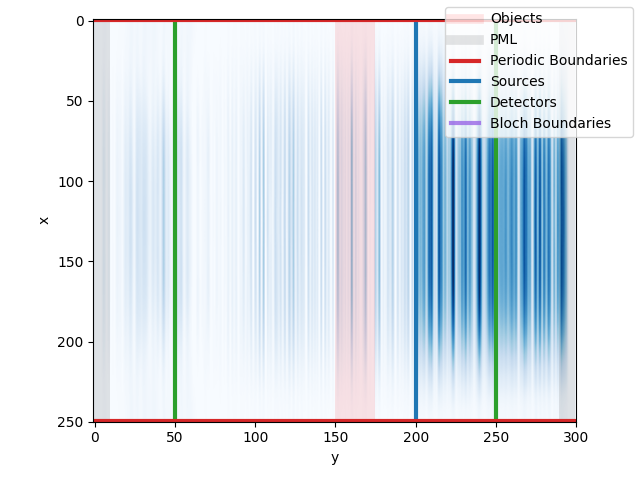 Objects
PML
Periodic Boundaries
Sources
Detectors
Bloch Boundaries
0
50
100
150
200
250
x
0
50
100
150
200
250
300
y